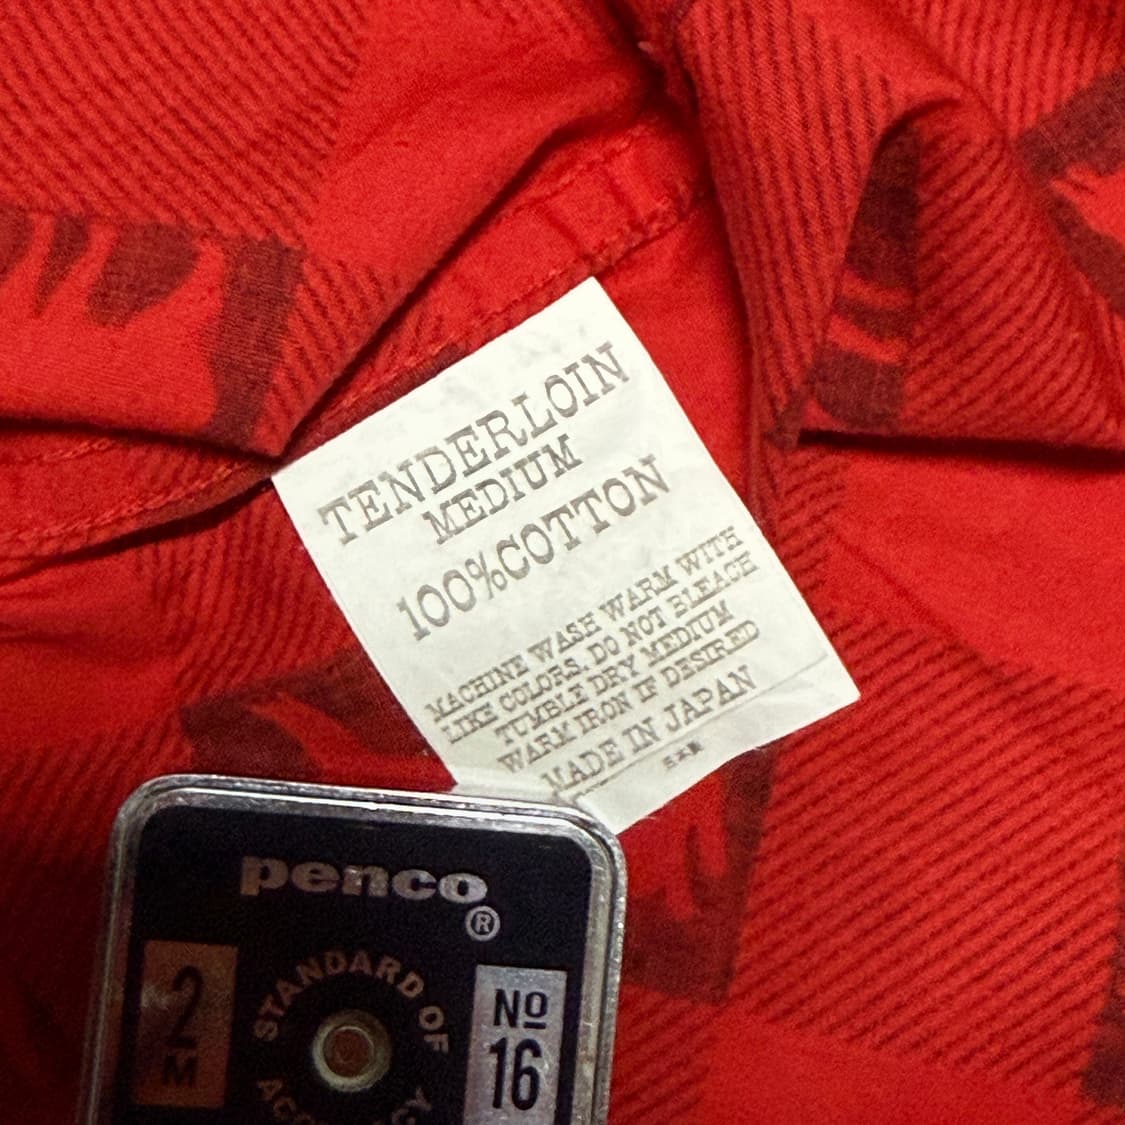 TENDERLOIN
MEDIUM
100%COTTON
MACHINE WASH WARM WITH
LIKE COLORS. DO NOT BLEACH
TUMBLE DRY MEDIUM
WARM IRON IF DESIRED
MADE IN JAPAN
penco
®
2
M
STANDARD OF
No
16